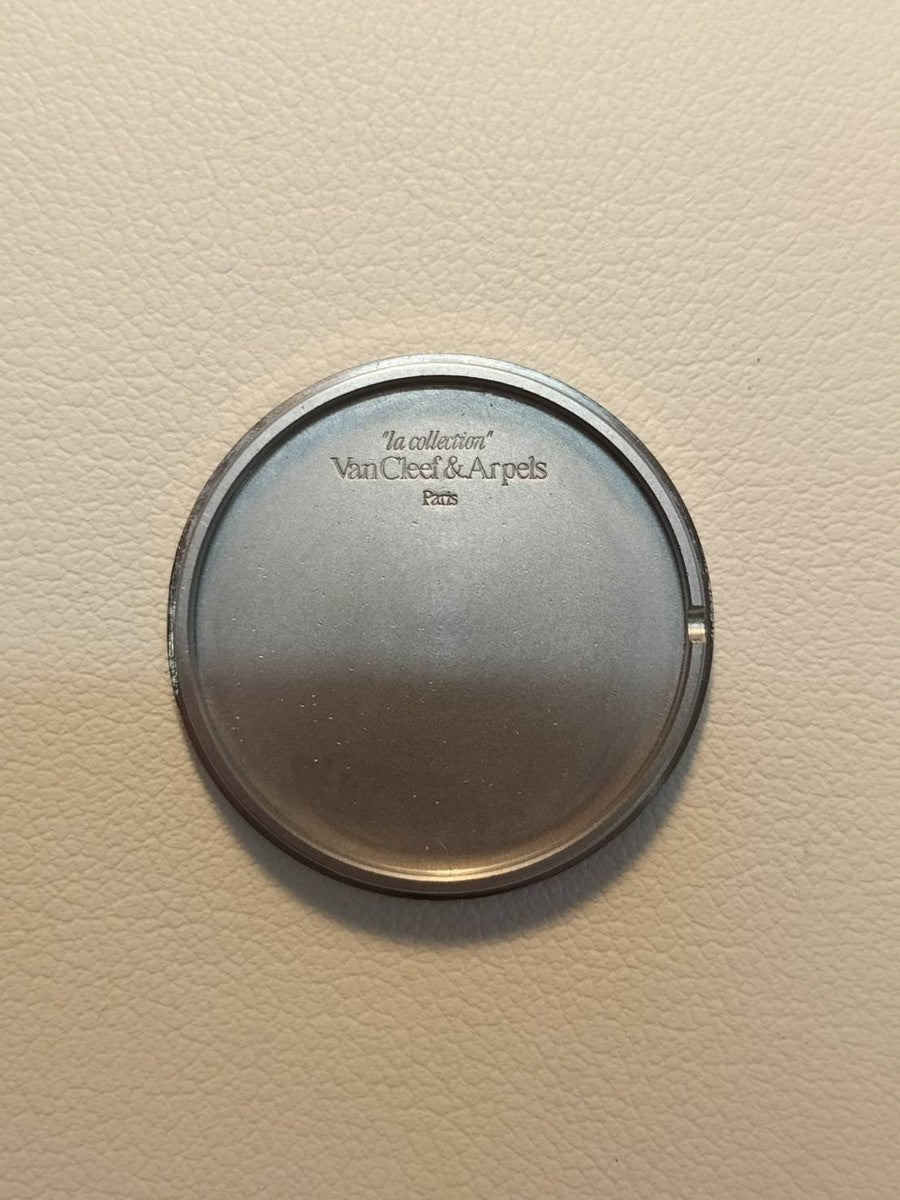 "la collection"
Van Cleef & Arpels
Paris